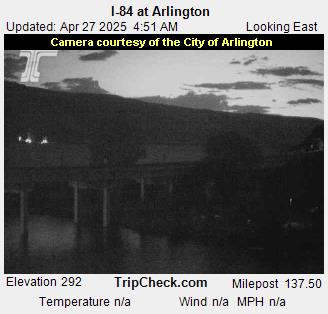 I-84 at Arlington
Updated: Apr 27 2025 4:51 AM Looking East
Camera courtesy of the City of Arlington
T
Elevation 292 TripCheck.com Milepost 137.50
Temperature n/a Wind n/a MPH n/a